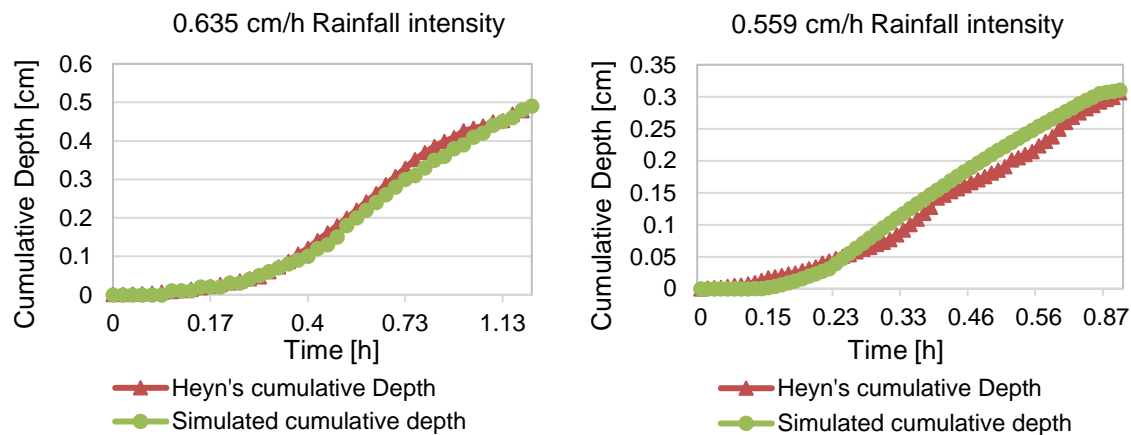 0.635 cm/h Rainfall intensity
Cumulative Depth [cm]
0.6
0.5
0.4
0.3
0.2
0.1
0
0 0.17 0.4 0.73 1.13
Time [h]
Heyn's cumulative Depth
Simulated cumulative depth
0.559 cm/h Rainfall intensity
Cumulative Depth [cm]
0.35
0.3
0.25
0.2
0.15
0.1
0.05
0
0 0.15 0.23 0.33 0.46 0.56 0.87
Time [h]
Heyn's cumulative Depth
Simulated cumulative depth